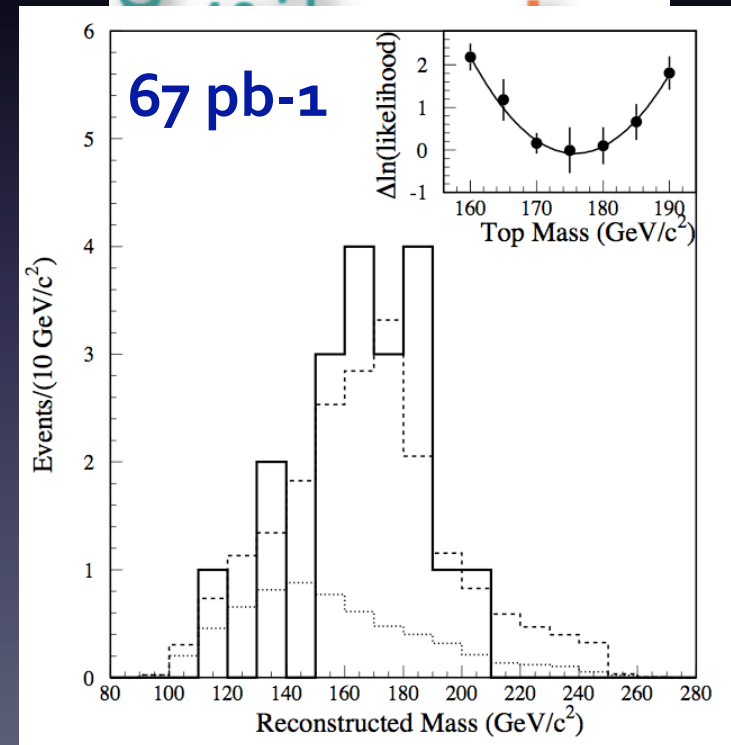 67 pb-1
6
5
4
3
2
1
0
Events/(10 GeV/c²)
80 100 120 140 160 180 200 220 240 260 280
Reconstructed Mass (GeV/c²)
Δln(likelihood)
2
1
0
-1
160 170 180 190
Top Mass (GeV/c²)